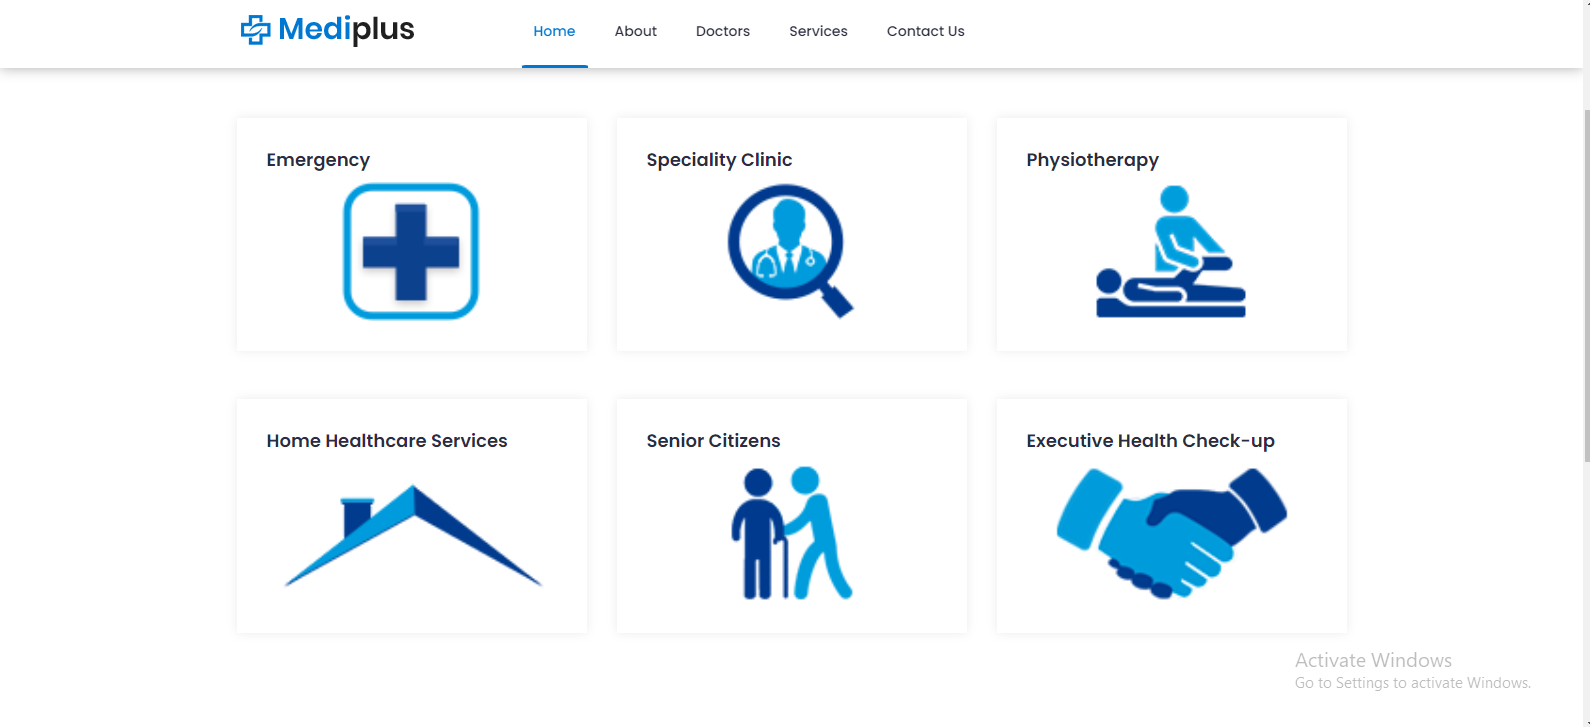 Mediplus
Home About Doctors Services Contact Us
Emergency
Speciality Clinic
Physiotherapy
Home Healthcare Services
Senior Citizens
Executive Health Check-up
Activate Windows
Go to Settings to activate Windows.